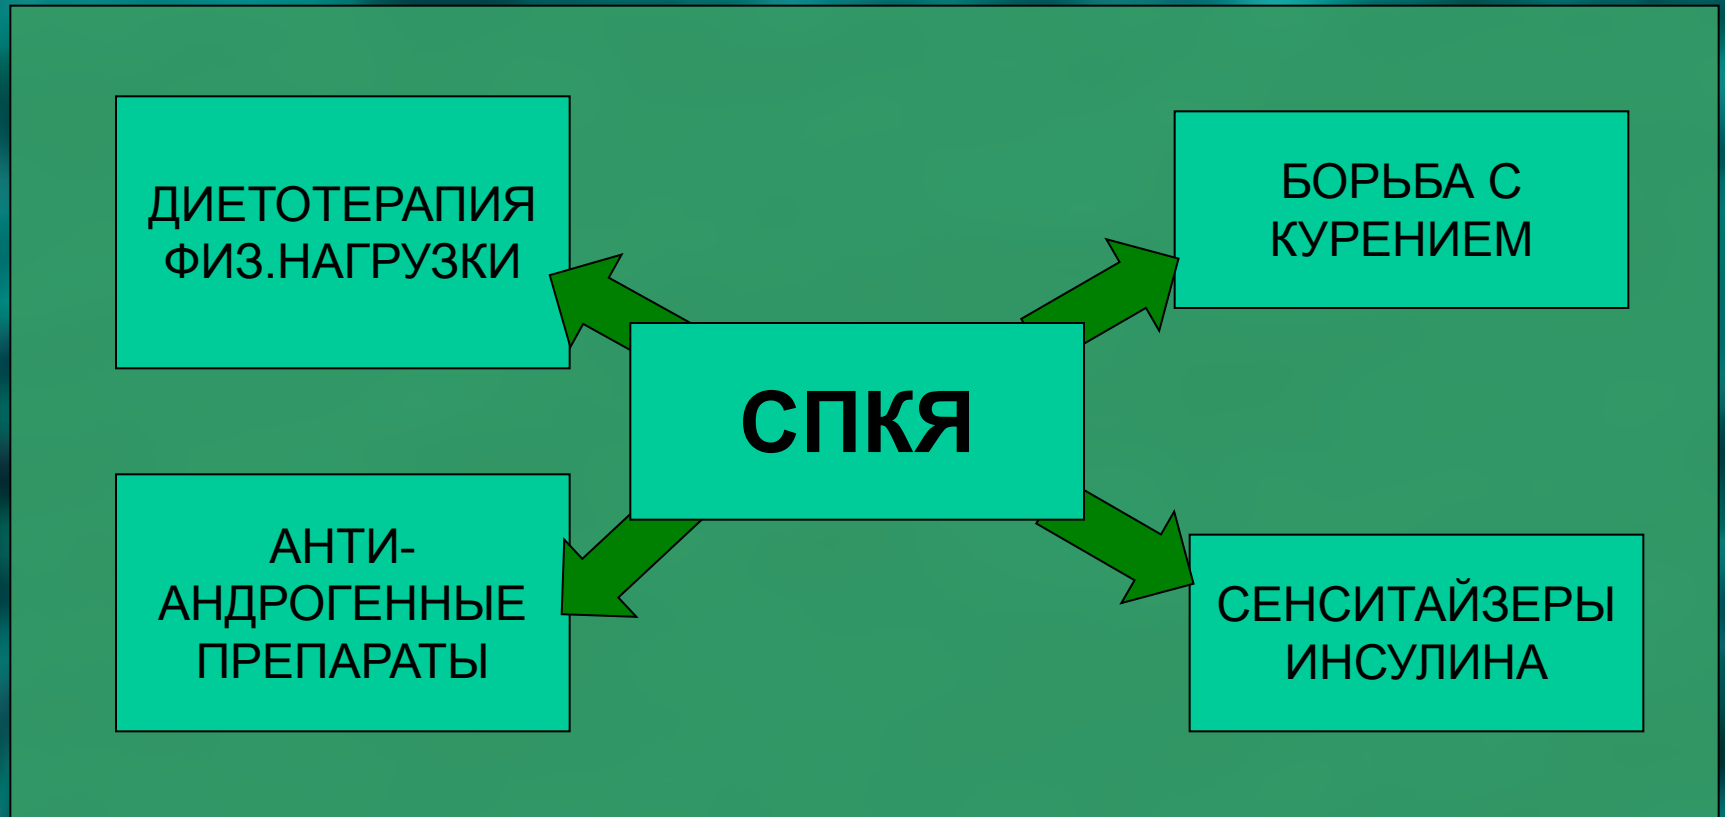 ДИЕТОТЕРАПИЯ
ФИЗ.НАГРУЗКИ
БОРЬБА С
КУРЕНИЕМ
СПКЯ
АНТИ-
АНДРОГЕННЫЕ
ПРЕПАРАТЫ
СЕНСИТАЙЗЕРЫ
ИНСУЛИНА